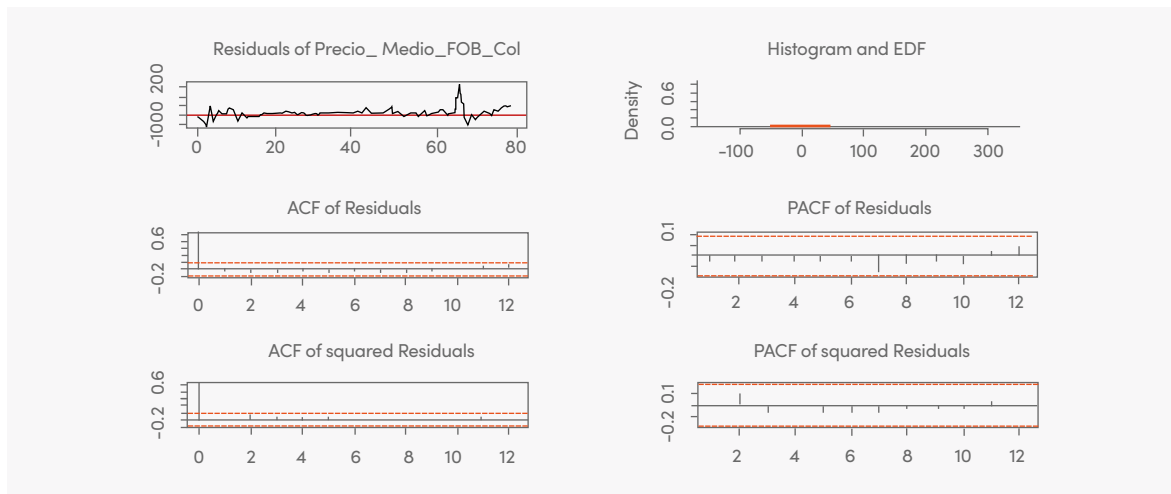 Residuals of Precio_ Medio_FOB_Col
200
-1000
0 20 40 60 80
Histogram and EDF
Density
0.6
0.0
-100 0 100 200 300
ACF of Residuals
0.6
-0.2
0 2 4 6 8 10 12
PACF of Residuals
0.1
-0.2
2 4 6 8 10 12
ACF of squared Residuals
0.6
-0.2
0 2 4 6 8 10 12
PACF of squared Residuals
0.1
-0.2
2 4 6 8 10 12